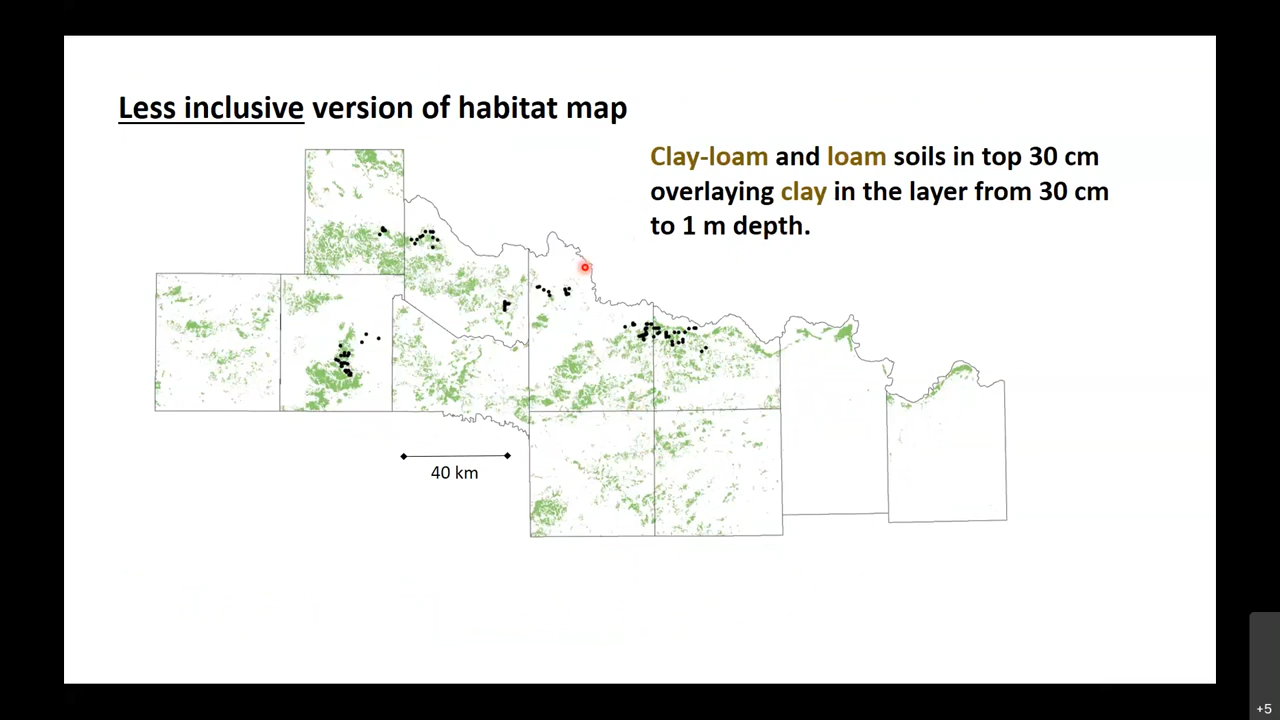 Less inclusive version of habitat map
Clay-loam and loam soils in top 30 cm
overlaying clay in the layer from 30 cm
to 1 m depth.
40 km
+5